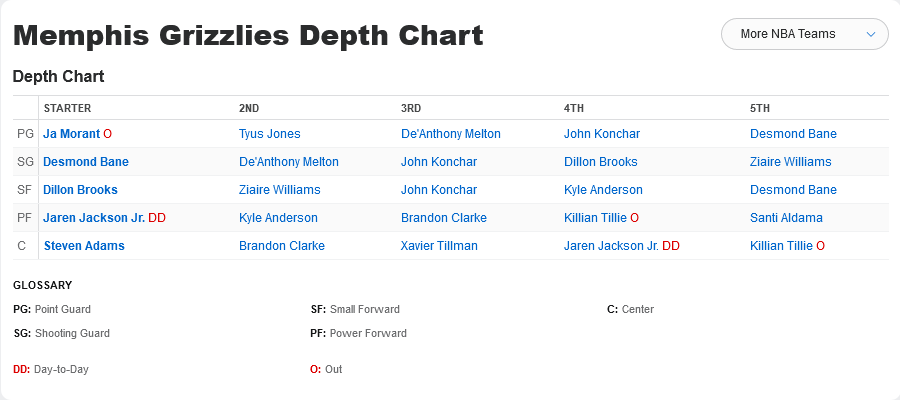 Memphis Grizzlies Depth Chart
More NBA Teams
Depth Chart
STARTER 2ND 3RD 4TH 5TH
PG Ja Morant O Tyus Jones De'Anthony Melton John Konchar Desmond Bane
SG Desmond Bane De'Anthony Melton John Konchar Dillon Brooks Ziaire Williams
SF Dillon Brooks Ziaire Williams John Konchar Kyle Anderson Desmond Bane
PF Jaren Jackson Jr. DD Kyle Anderson Brandon Clarke Killian Tillie O Santi Aldama
C Steven Adams Brandon Clarke Xavier Tillman Jaren Jackson Jr. DD Killian Tillie O
GLOSSARY
PG: Point Guard SF: Small Forward C: Center
SG: Shooting Guard PF: Power Forward
DD: Day-to-Day O: Out